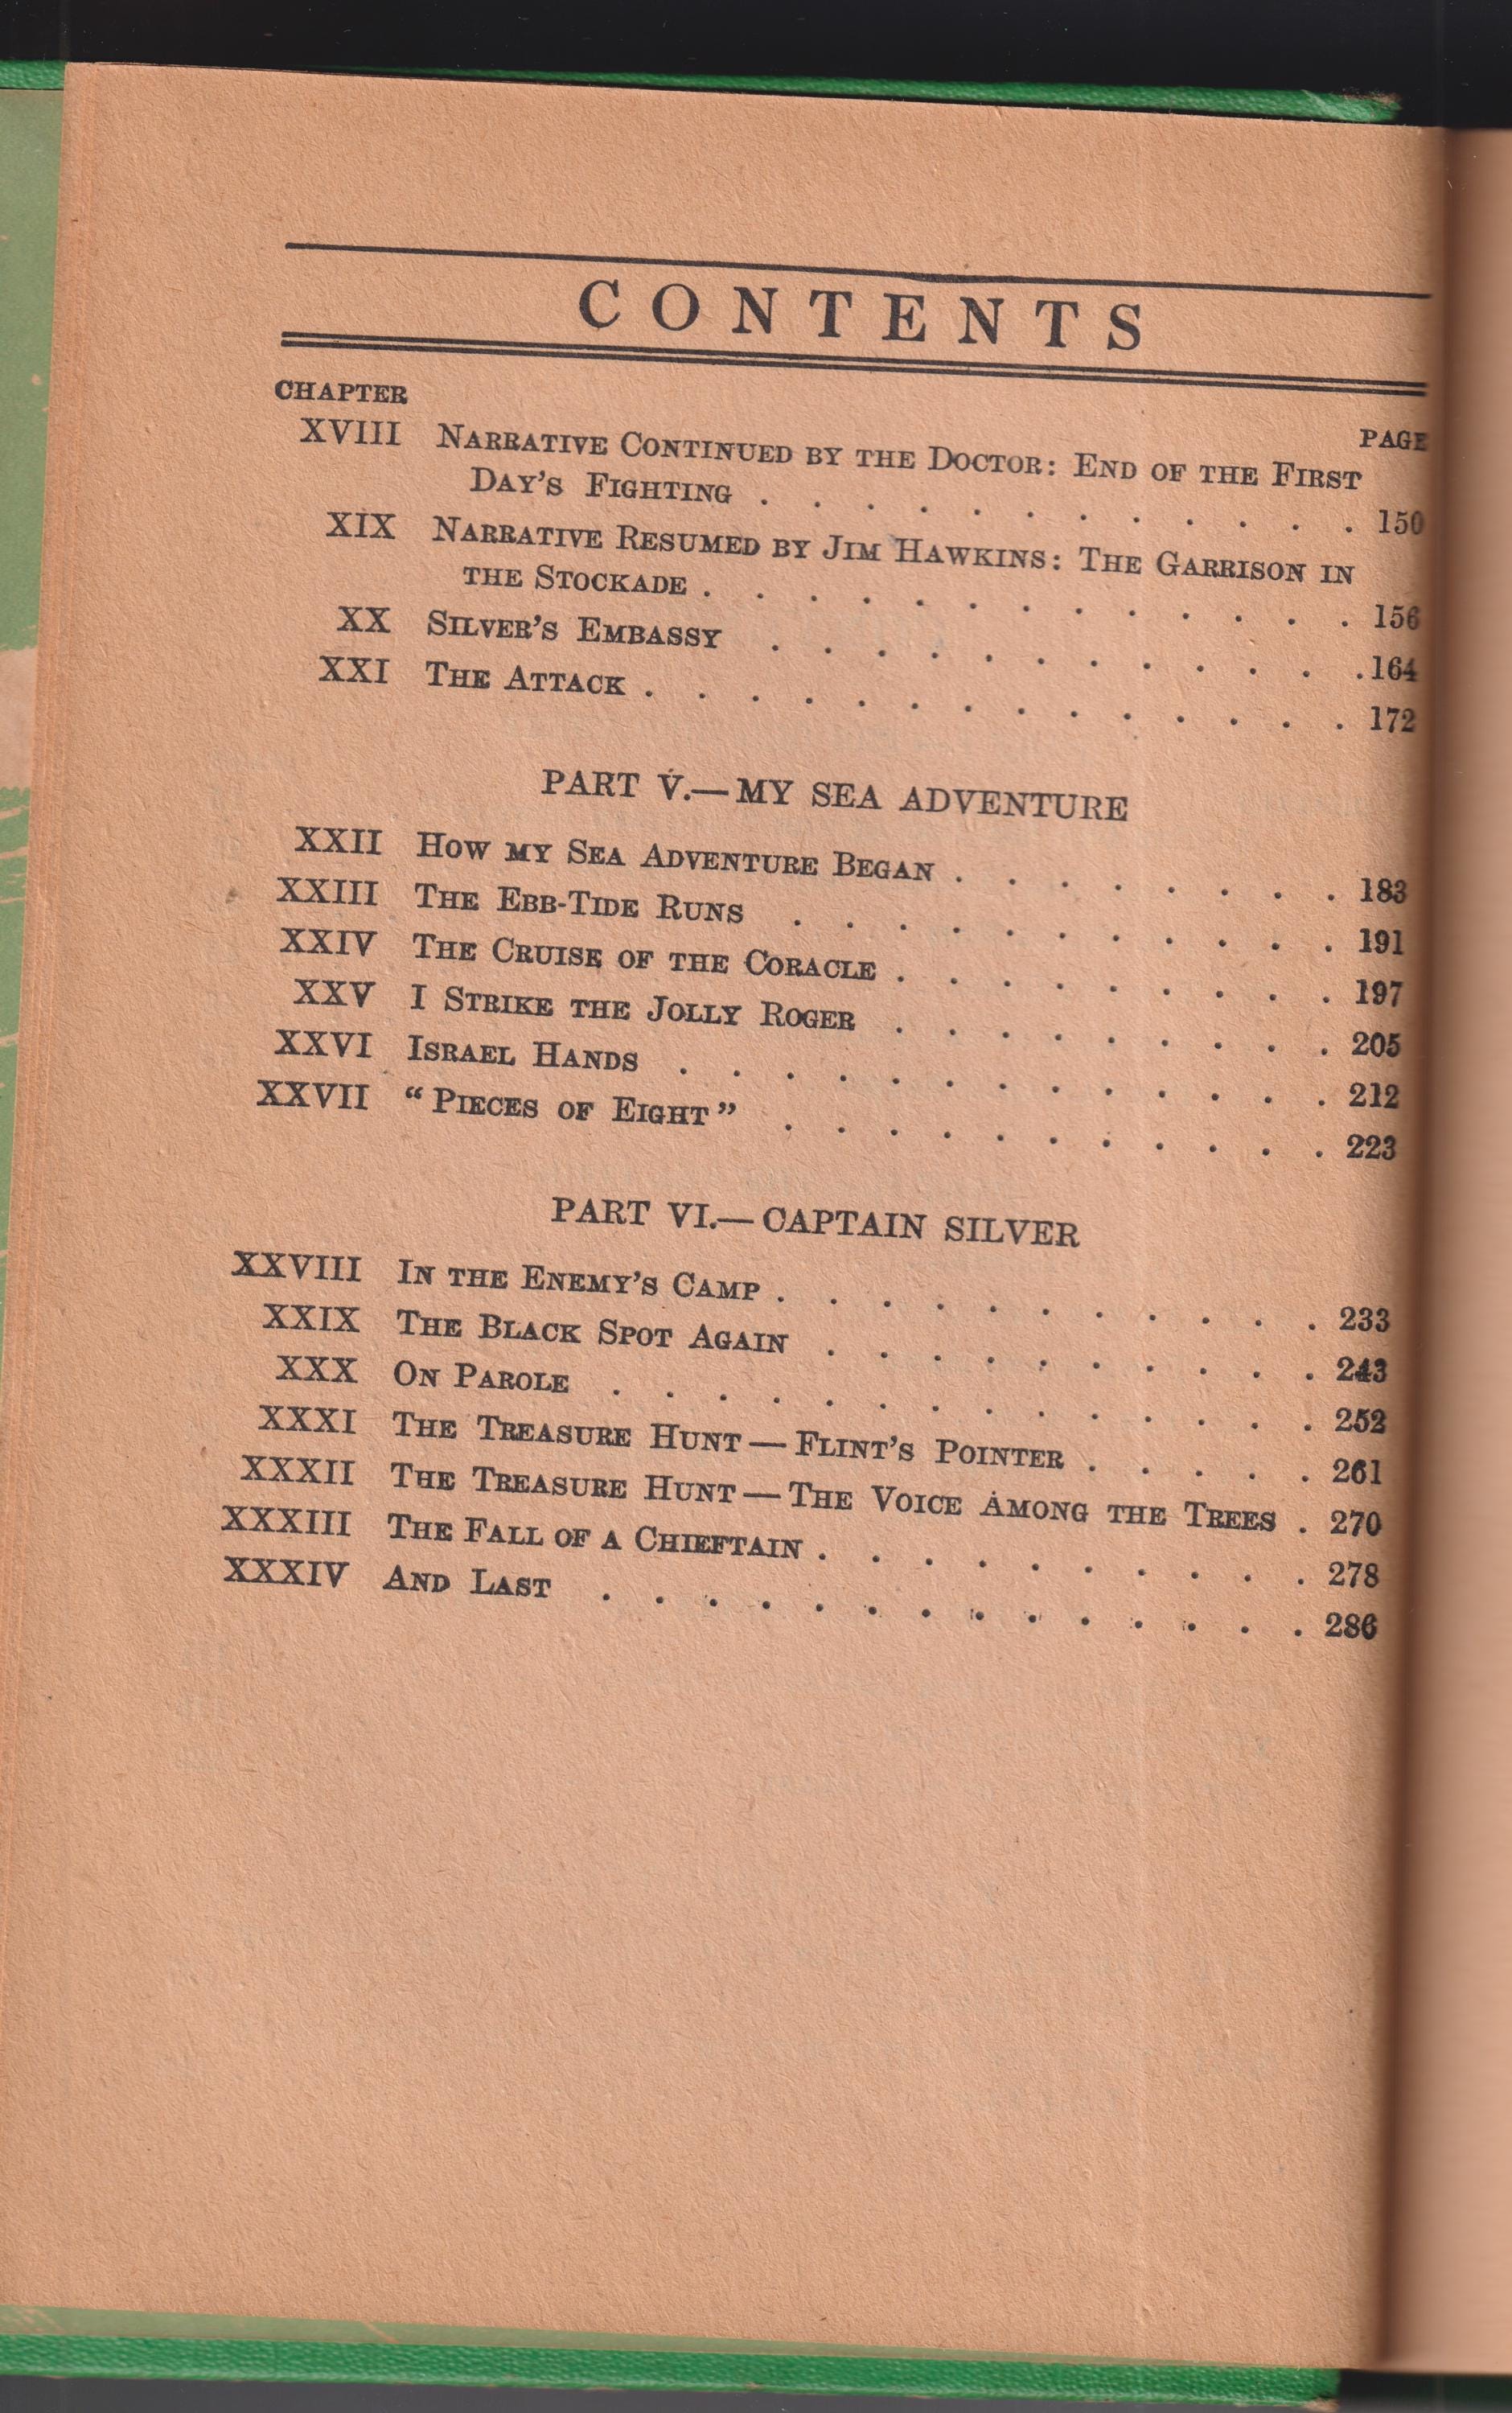 CONTENTS
CHAPTER
PAGE
XVIII NARRATIVE CONTINUED BY THE DOCTOR: END OF THE FIRST
DAY'S FIGHTING . . . . . . . . . . . . 150
XIX NARRATIVE RESUMED BY JIM HAWKINS: THE GARRISON IN
THE STOCKADE . . . . . . . . . . . . . 156
XX SILVER'S EMBASSY . . . . . . . . . . . . 164
XXI THE ATTACK . . . . . . . . . . . . . . 172
PART V.—MY SEA ADVENTURE
XXII HOW MY SEA ADVENTURE BEGAN . . . . . . . . 183
XXIII THE EBB-TIDE RUNS . . . . . . . . . . . 191
XXIV THE CRUISE OF THE CORACLE . . . . . . . . . 197
XXV I STRIKE THE JOLLY ROGER . . . . . . . . . 205
XXVI ISRAEL HANDS . . . . . . . . . . . . . 212
XXVII “PIECES OF EIGHT” . . . . . . . . . . . 223
PART VI.—CAPTAIN SILVER
XXVIII IN THE ENEMY'S CAMP . . . . . . . . . . . 233
XXIX THE BLACK SPOT AGAIN . . . . . . . . . . 243
XXX ON PAROLE . . . . . . . . . . . . . . 252
XXXI THE TREASURE HUNT—FLINT'S POINTER . . . . . 261
XXXII THE TREASURE HUNT—THE VOICE AMONG THE TREES . 270
XXXIII THE FALL OF A CHIEFTAIN . . . . . . . . . . 278
XXXIV AND LAST . . . . . . . . . . . . . . 286